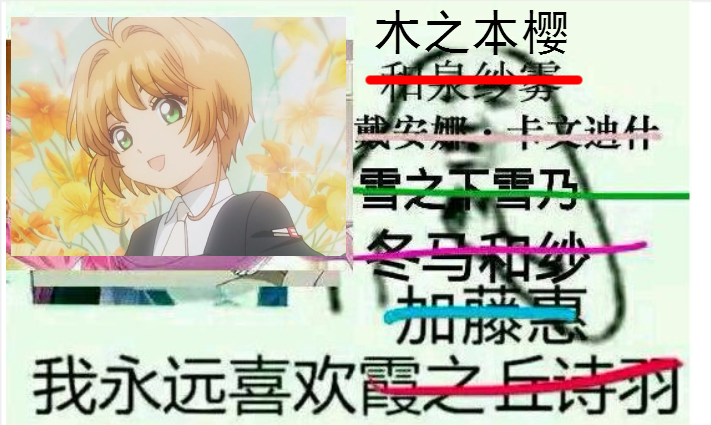 木之本樱
和泉纱雾
戴安娜·卡文迪什
雪之下雪乃
冬马和纱
加藤惠
我永远喜欢霞之丘诗羽